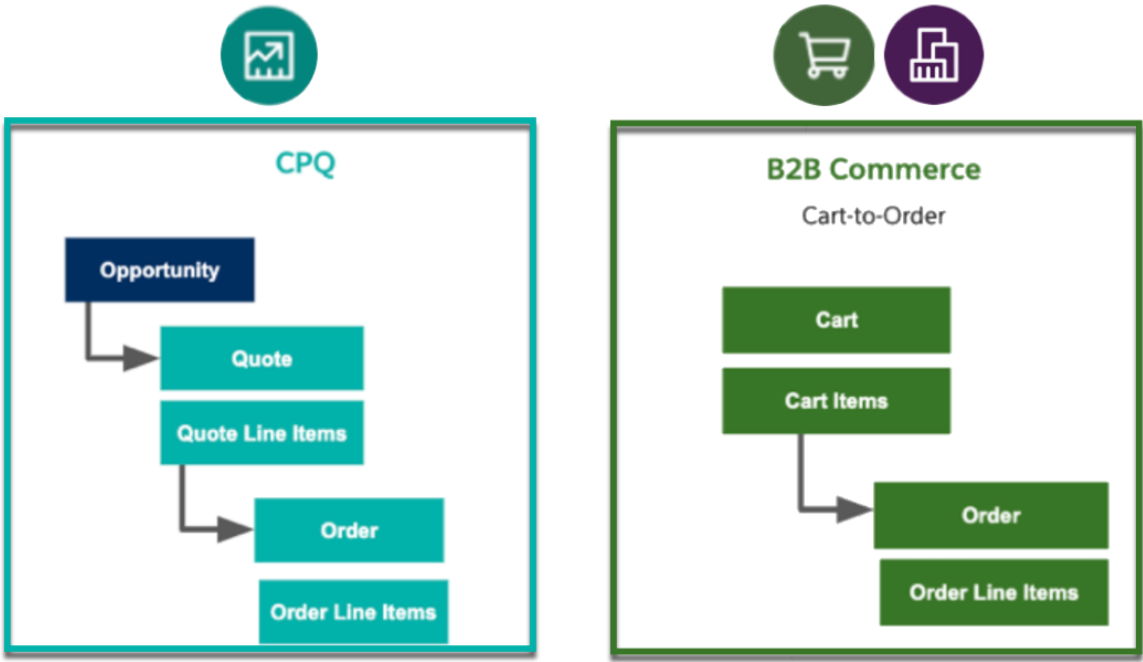 CPQ
Opportunity
Quote
Quote Line Items
Order
Order Line Items
B2B Commerce
Cart-to-Order
Cart
Cart Items
Order
Order Line Items